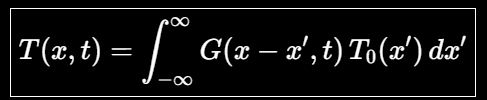 T(x, t) = ∫_{-∞}^{∞} G(x − x′, t) T₀(x′) dx′